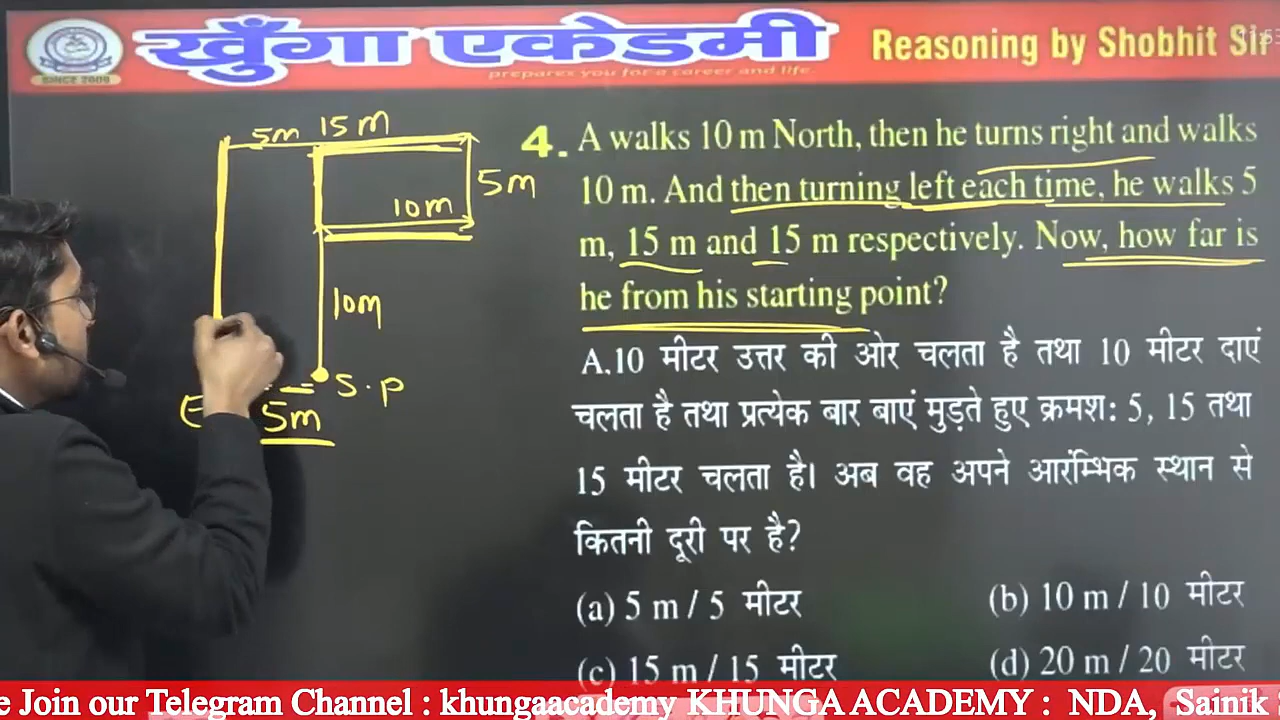 खुँगा एकेडमी
Reasoning by Shobhit Sir
SINCE 2009
prepares you for a career and life
5m 15 m
5m
10m
10m
S.P
5m
4. A walks 10 m North, then he turns right and walks
10 m. And then turning left each time, he walks 5
m, 15 m and 15 m respectively. Now, how far is
he from his starting point?
A.10 मीटर उत्तर की ओर चलता है तथा 10 मीटर दाएं
चलता है तथा प्रत्येक बार बाएं मुड़ते हुए क्रमश: 5, 15 तथा
15 मीटर चलता है। अब वह अपने आरंम्भिक स्थान से
कितनी दूरी पर है?
(a) 5 m / 5 मीटर
(b) 10 m / 10 मीटर
(c) 15 m / 15 मीटर
(d) 20 m / 20 मीटर
e Join our Telegram Channel : khungaacademy KHUNGA ACADEMY : NDA, Sainik